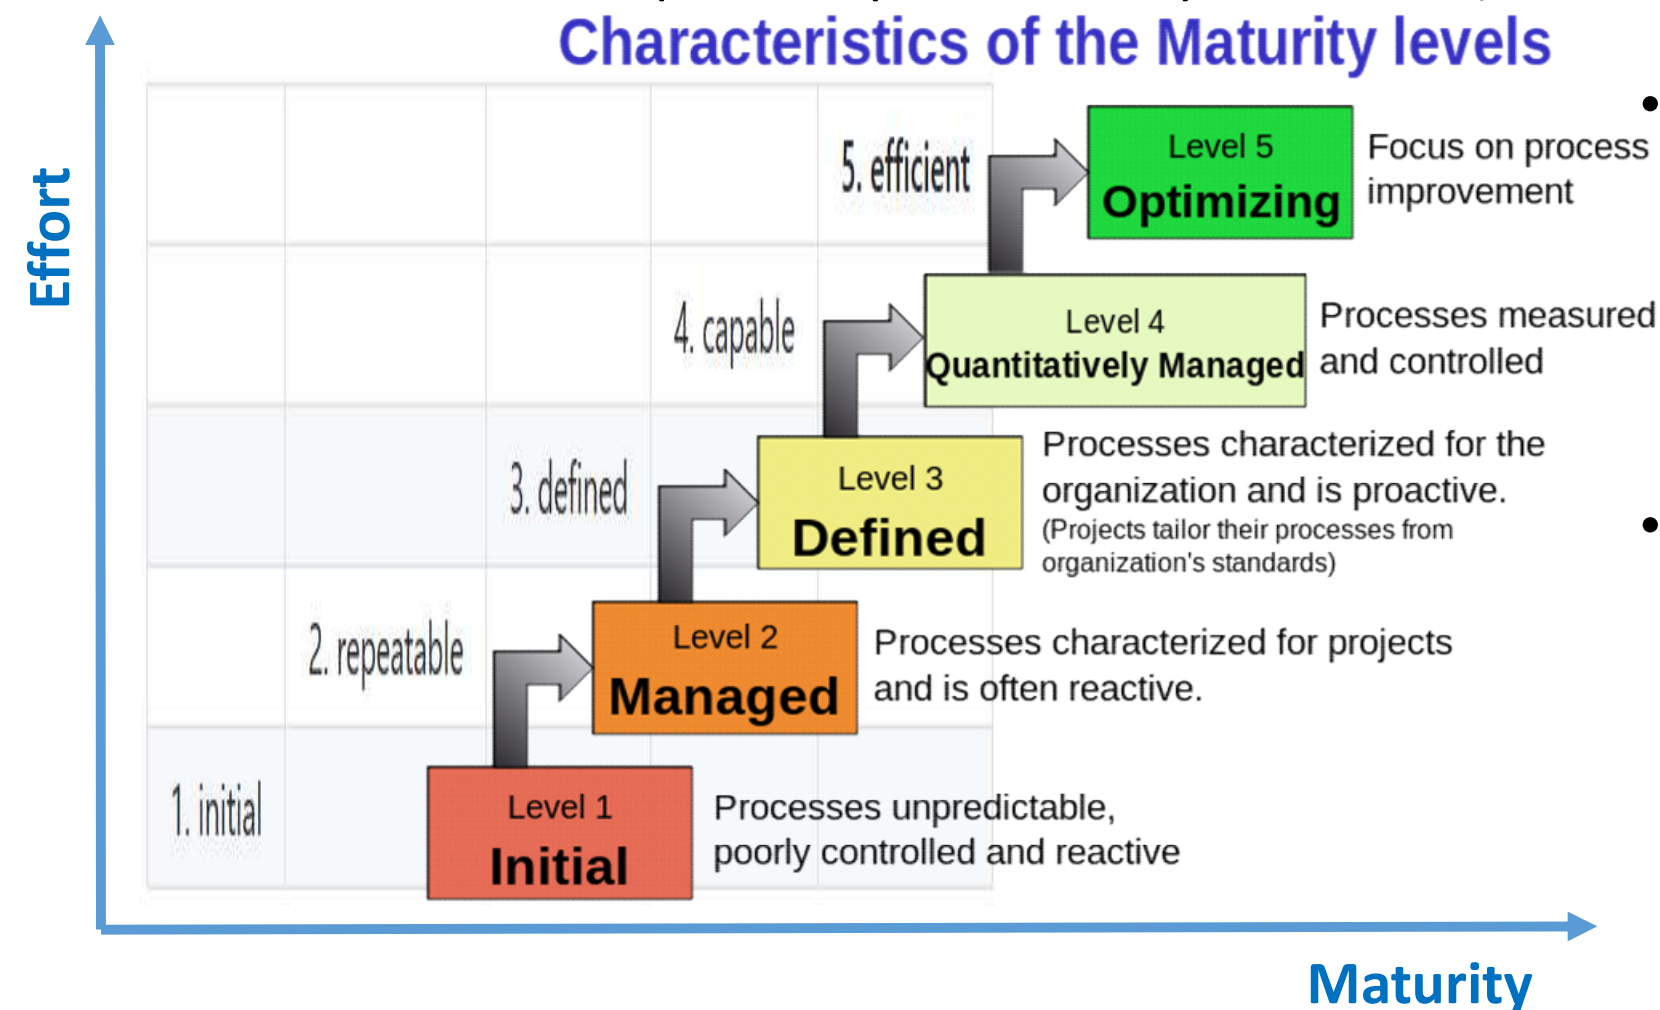 Characteristics of the Maturity levels
•
Effort
5. efficient
Level 5
Optimizing
Focus on process
improvement
4. capable
Level 4
Quantitatively Managed
Processes measured
and controlled
3. defined
Level 3
Defined
Processes characterized for the
organization and is proactive.
(Projects tailor their processes from
organization's standards)
•
2. repeatable
Level 2
Managed
Processes characterized for projects
and is often reactive.
1. initial
Level 1
Initial
Processes unpredictable,
poorly controlled and reactive
Maturity